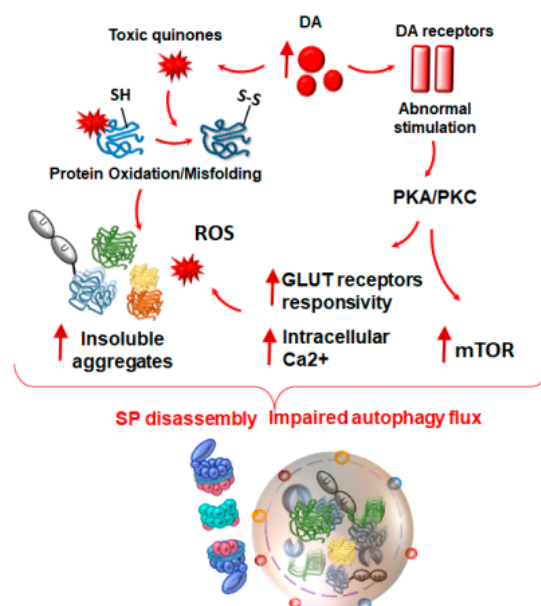 DA
Toxic quinones
DA receptors
SH
S-S
Abnormal
stimulation
Protein Oxidation/Misfolding
PKA/PKC
U
U
ROS
GLUT receptors
responsivity
Insoluble
aggregates
Intracellular
Ca2+
mTOR
SP disassembly
Impaired autophagy flux